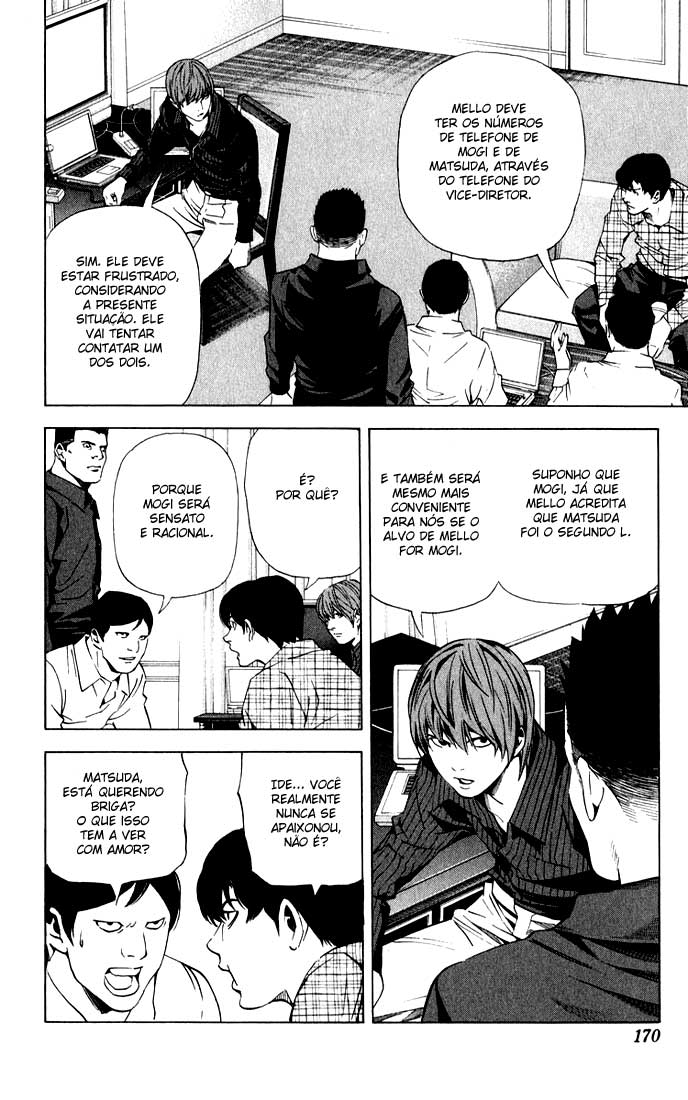 MELLO DEVE
TER OS NÚMEROS
DE TELEFONE DE
MOGI E DE
MATSUDA, ATRAVÉS
DO TELEFONE DO
VICE-DIRETOR.
SIM. ELE DEVE
ESTAR FRUSTRADO,
CONSIDERANDO
A PRESENTE
SITUAÇÃO. ELE
VAI TENTAR
CONTATAR UM
DOS DOIS.
SUPONHO QUE
MOGI, JÁ QUE
MELLO ACREDITA
QUE MATSUDA
FOI O SEGUNDO L.
E TAMBÉM SERÁ
MESMO MAIS
CONVENIENTE
PARA NÓS SE O
ALVO DE MELLO
FOR MOGI.
É?
POR QUÊ?
PORQUE
MOGI SERÁ
SENSATO
E RACIONAL.
IDE... VOCÊ
REALMENTE
NUNCA SE
APAIXONOU,
NÃO É?
MATSUDA,
ESTÁ QUERENDO
BRIGA?
O QUE ISSO
TEM A VER
COM AMOR?
170